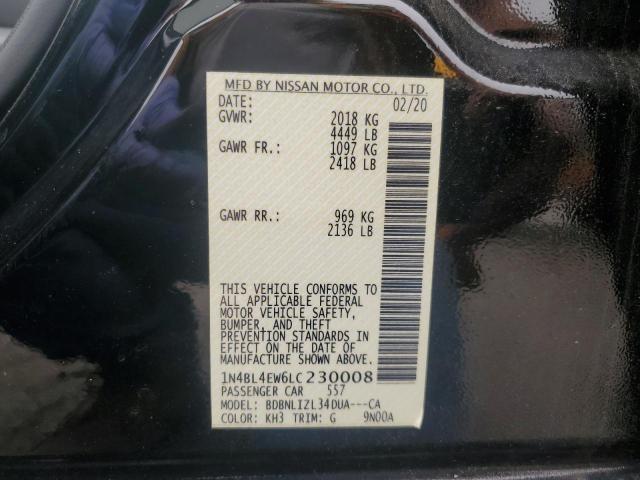 MFD BY NISSAN MOTOR CO., LTD.
DATE: 02/20
GVWR: 2018 KG
4449 LB
GAWR FR.: 1097 KG
2418 LB
GAWR RR.: 969 KG
2136 LB
THIS VEHICLE CONFORMS TO
ALL APPLICABLE FEDERAL
MOTOR VEHICLE SAFETY,
BUMPER, AND THEFT
PREVENTION STANDARDS IN
EFFECT ON THE DATE OF
MANUFACTURE SHOWN ABOVE.
1N4BL4EW6LC230008
PASSENGER CAR 557
MODEL: BDBNLIZL34DUA---CA
COLOR: KH3 TRIM: G 9N00A